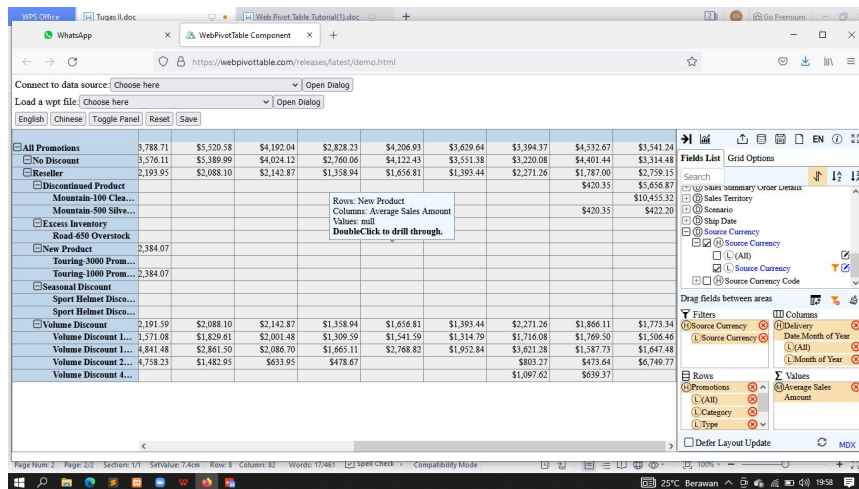 WPS Office Tugas II.doc Web Pivot Table Tutorial(1).doc + 2 Go Premium
WhatsApp × WebPivotTable Component × +
https://webpivottable.com/releases/latest/demo.html
Connect to data source: Choose here Open Dialog
Load a wpt file: Choose here Open Dialog
English Chinese Toggle Panel Reset Save
EN
All Promotions 3,788.71 $5,520.58 $4,192.04 $2,828.23 $4,206.93 $3,629.64 $3,394.37 $4,532.67 $3,541.24
No Discount 3,576.11 $5,389.99 $4,024.12 $2,760.06 $4,122.43 $3,551.38 $3,220.08 $4,401.44 $3,314.48
Reseller 2,193.95 $2,088.10 $2,142.87 $1,358.94 $1,656.81 $1,393.44 $2,271.26 $1,787.00 $2,759.15
Discontinued Product $420.35 $5,656.87
Mountain-100 Clea... $10,455.32
Mountain-500 Silve... $420.35 $422.20
Excess Inventory
Road-650 Overstock
New Product 2,384.07
Touring-3000 Prom...
Touring-1000 Prom... 2,384.07
Seasonal Discount
Sport Helmet Disco...
Sport Helmet Disco...
Volume Discount 2,191.59 $2,088.10 $2,142.87 $1,358.94 $1,656.81 $1,393.44 $2,271.26 $1,866.11 $1,773.34
Volume Discount 1... 1,571.08 $1,829.61 $2,001.48 $1,309.59 $1,541.59 $1,314.79 $1,716.08 $1,769.50 $1,506.46
Volume Discount 1... 4,841.48 $2,861.50 $2,086.70 $1,665.11 $2,768.82 $1,952.84 $3,621.28 $1,587.73 $1,647.48
Volume Discount 2... 4,758.23 $1,482.95 $633.95 $478.67 $803.27 $473.64 $6,749.77
Volume Discount 4... $1,097.62 $639.37
Rows: New Product
Columns: Average Sales Amount
Values: null
DoubleClick to drill through.
Fields List Grid Options
Search
Sales Summary Order Details
Sales Territory
Scenario
Ship Date
Source Currency
Source Currency
(All)
Source Currency
Source Currency Code
Drag fields between areas
Filters
Source Currency
Source Currency
Columns
Delivery
Date.Month of Year
(All)
Month of Year
Rows
Promotions
(All)
Category
Type
Values
Average Sales
Amount
Defer Layout Update MDX
Page Num: 2 Page: 2/2 Section: 1/1 SetValue: 7.4cm Row: 8 Column: 82 Words: 17/461 Spell Check Compatibility Mode 100%
25°C Berawan 19:58